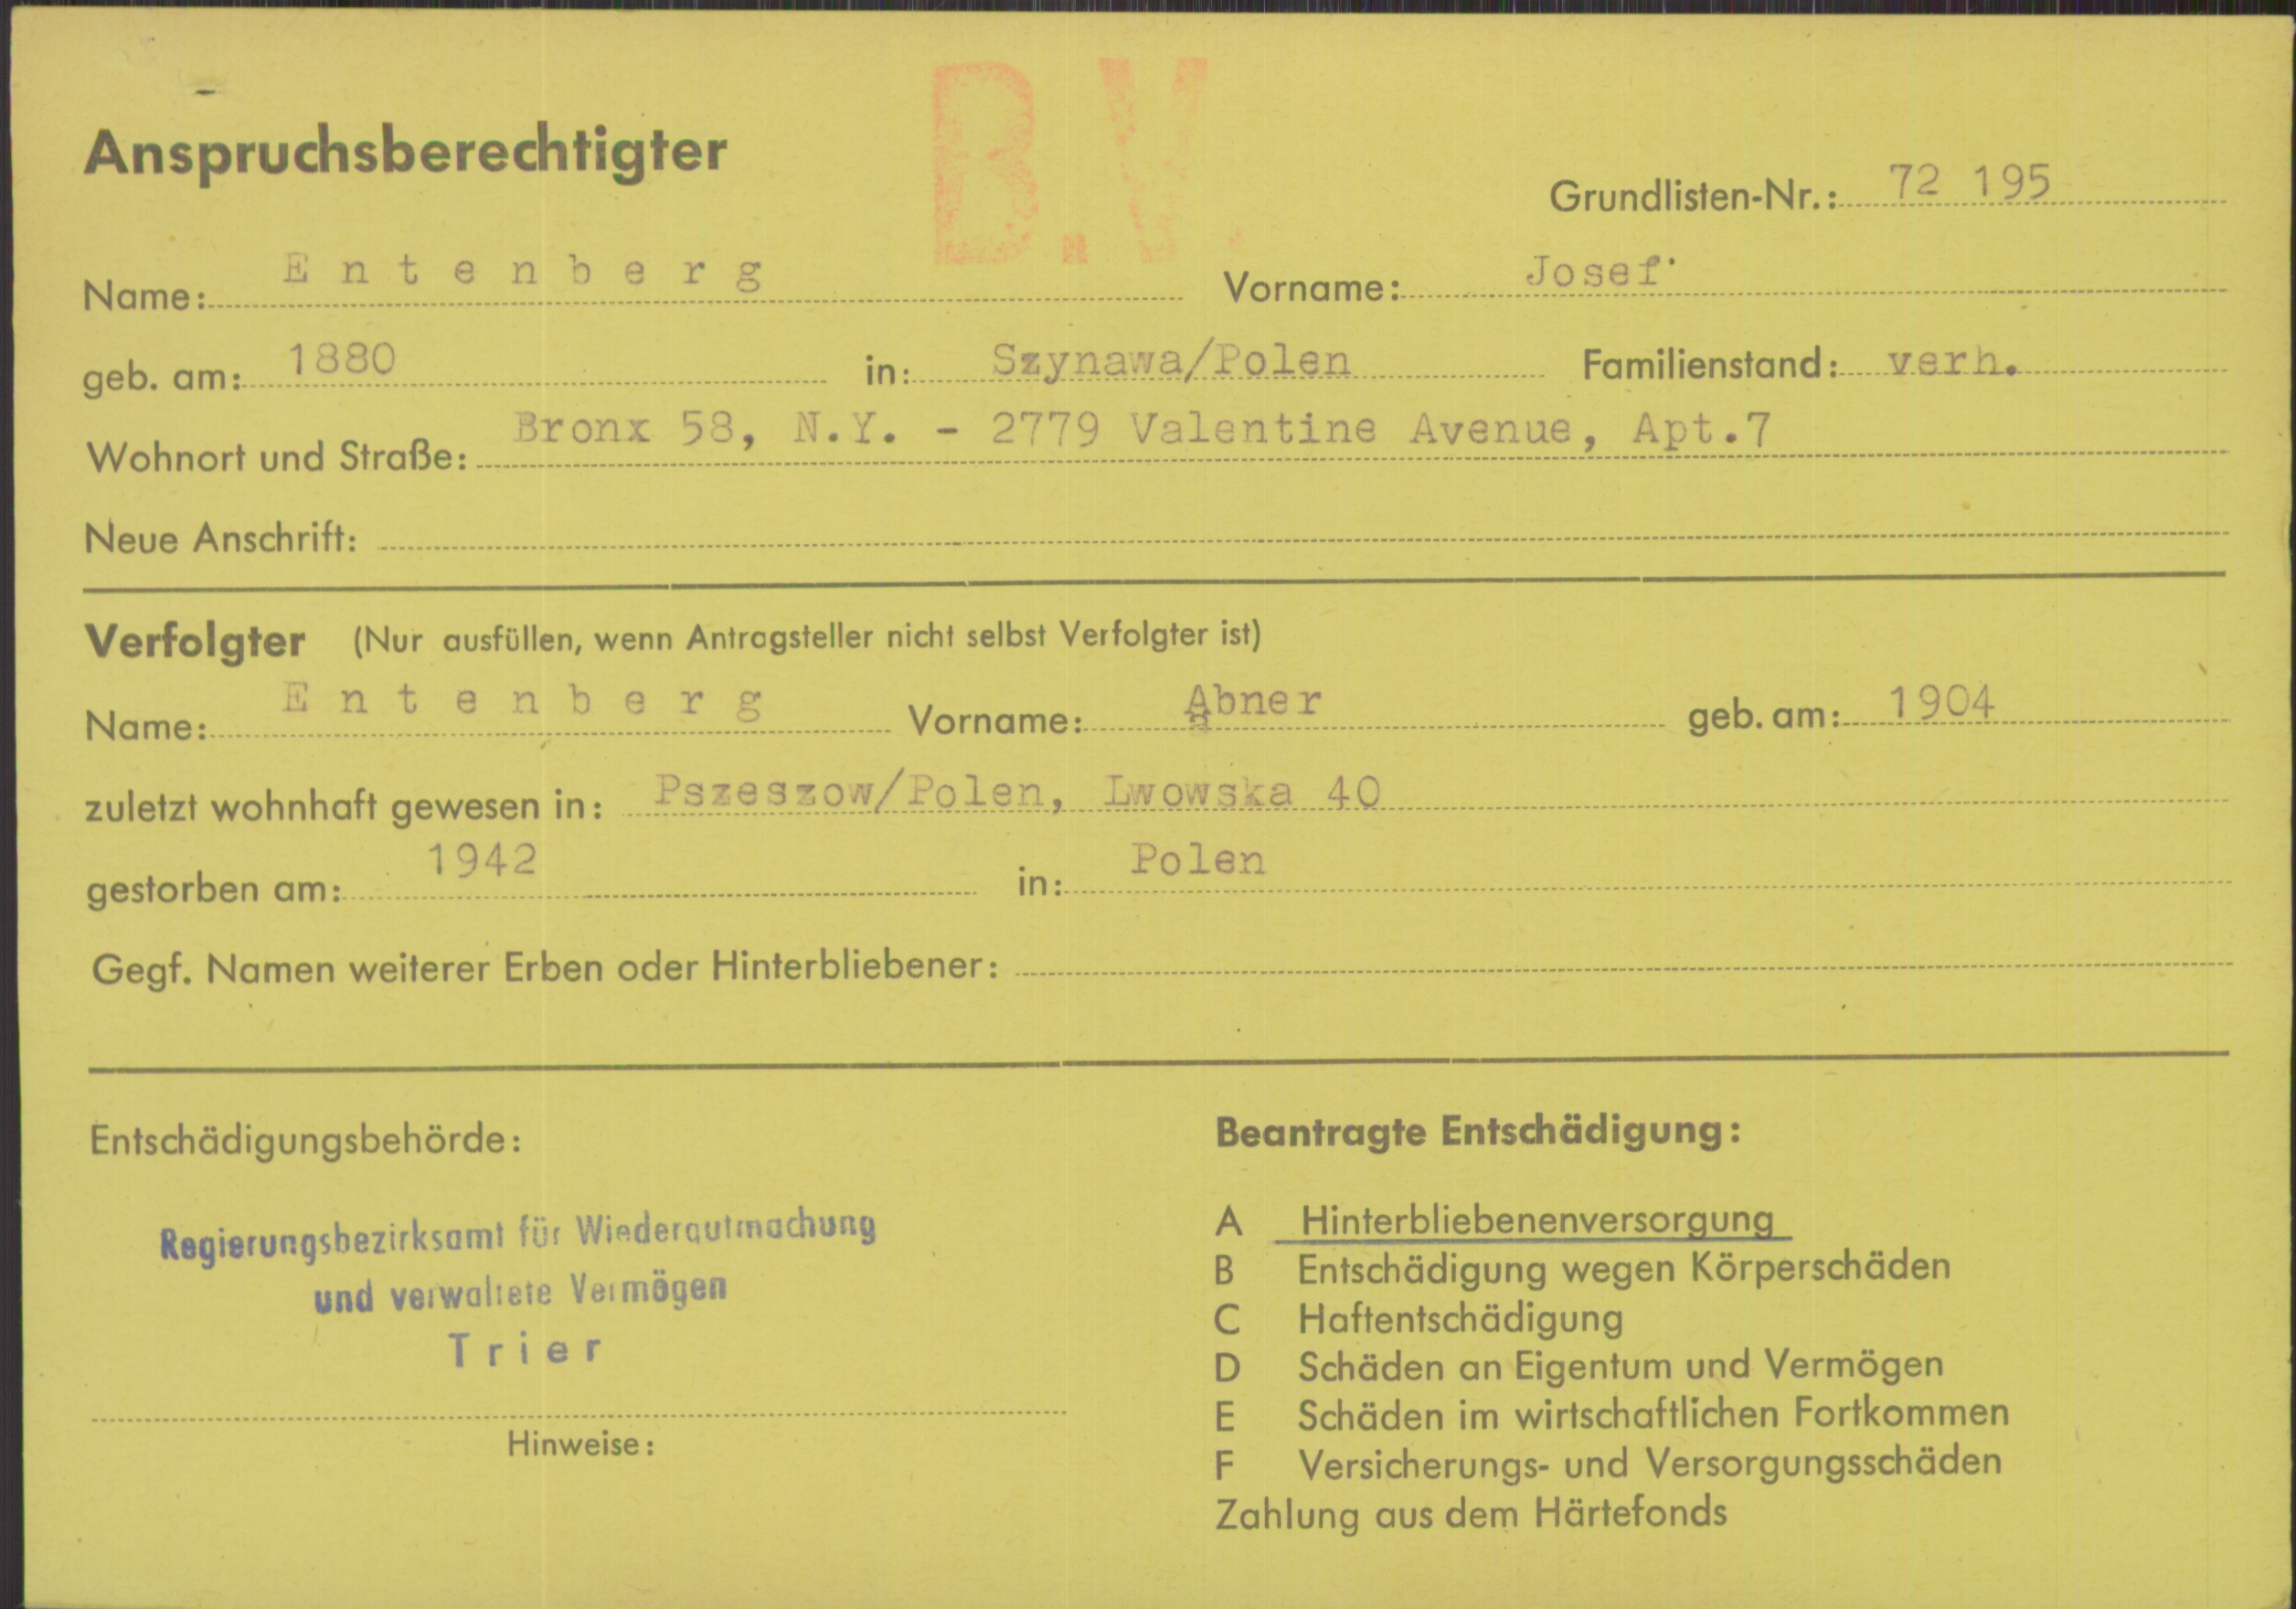 B.V.
Anspruchsberechtigter
Grundlisten-Nr.: 72 195
Name: Entenberg Vorname: Josef
geb. am: 1880 in: Szynawa/Polen Familienstand: verh.
Wohnort und Straße: Bronx 58, N.Y. - 2779 Valentine Avenue, Apt.7
Neue Anschrift:
Verfolgter (Nur ausfüllen, wenn Antragsteller nicht selbst Verfolgter ist)
Name: Entenberg Vorname: Abner geb. am: 1904
zuletzt wohnhaft gewesen in: Pszeszow/Polen, Lwowska 40
gestorben am: 1942 in: Polen
Gegf. Namen weiterer Erben oder Hinterbliebener:
Entschädigungsbehörde:
Regierungsbezirksamt für Wiedergutmachung
und verwaltete Vermögen
Trier
Hinweise:
Beantragte Entschädigung:
A Hinterbliebenenversorgung
B Entschädigung wegen Körperschäden
C Haftentschädigung
D Schäden an Eigentum und Vermögen
E Schäden im wirtschaftlichen Fortkommen
F Versicherungs- und Versorgungsschäden
Zahlung aus dem Härtefonds